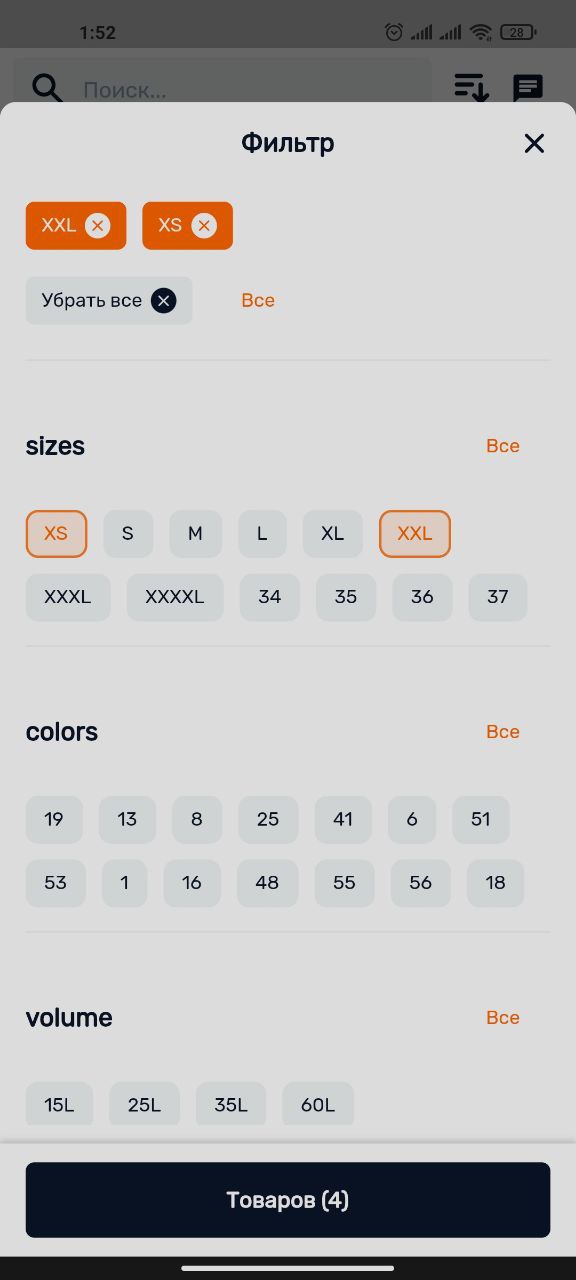 1:52
28
Поиск...
Фильтр
XXL XS
Убрать все Все
sizes Все
XS S M L XL XXL
XXXL XXXXL 34 35 36 37
colors Все
19 13 8 25 41 6 51
53 1 16 48 55 56 18
volume Все
15L 25L 35L 60L
Товаров (4)